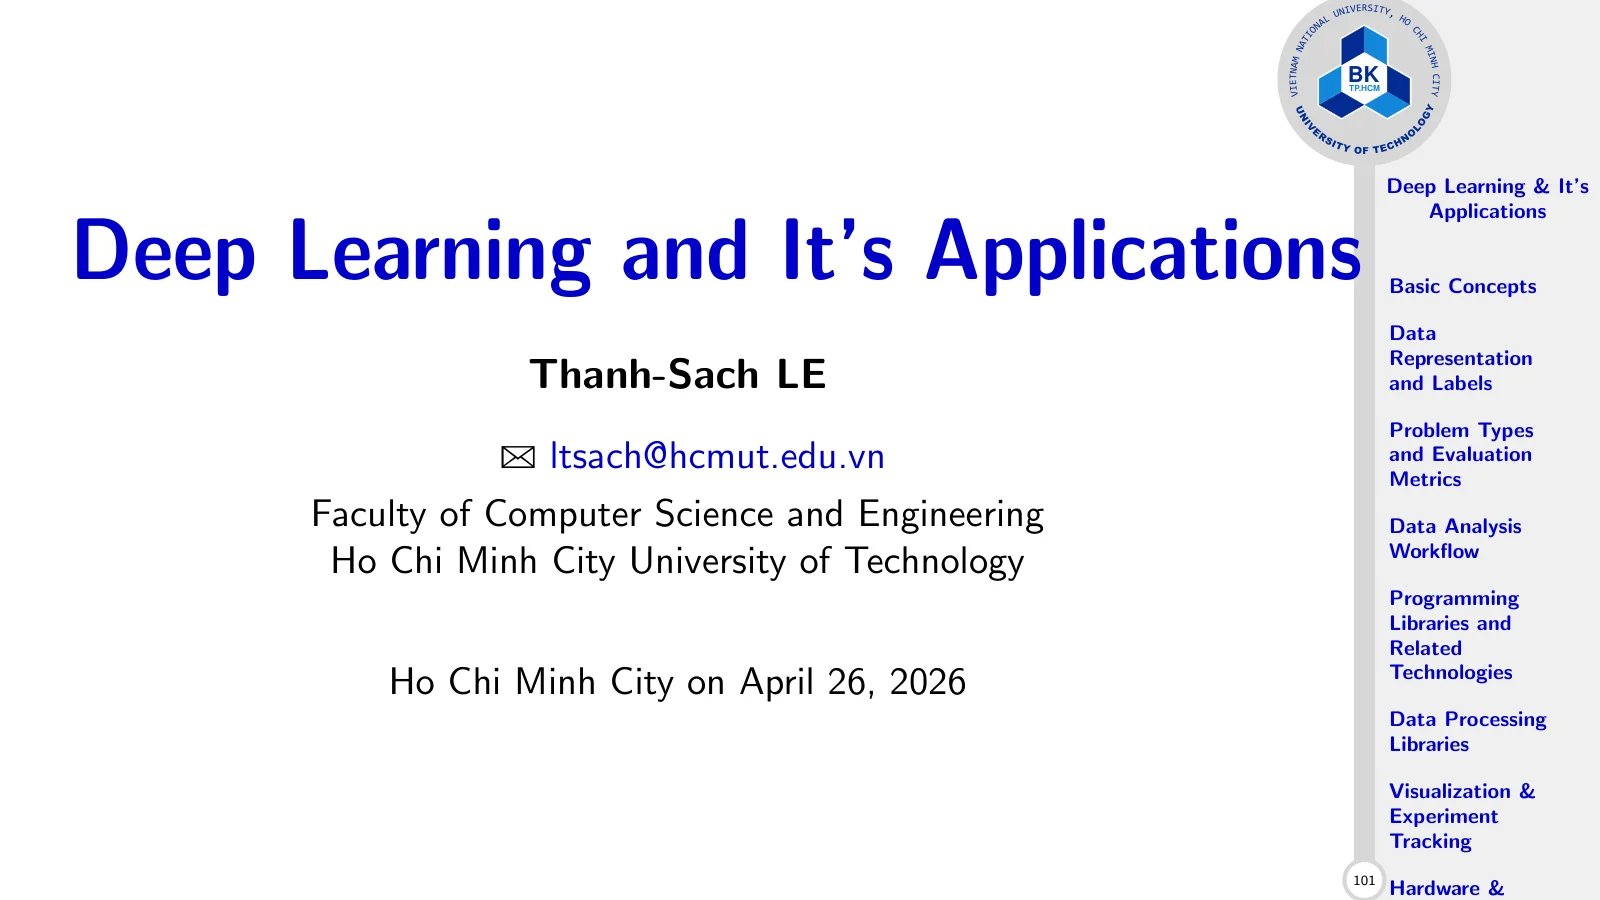 VIETNAM NATIONAL UNIVERSITY, HO CHI MINH CITY
BK
TP.HCM
UNIVERSITY OF TECHNOLOGY
Deep Learning and It's Applications
Thanh-Sach LE
ltsach@hcmut.edu.vn
Faculty of Computer Science and Engineering
Ho Chi Minh City University of Technology
Ho Chi Minh City on April 26, 2026
Deep Learning & It's
Applications
Basic Concepts
Data
Representation
and Labels
Problem Types
and Evaluation
Metrics
Data Analysis
Workflow
Programming
Libraries and
Related
Technologies
Data Processing
Libraries
Visualization &
Experiment
Tracking
Hardware &
101